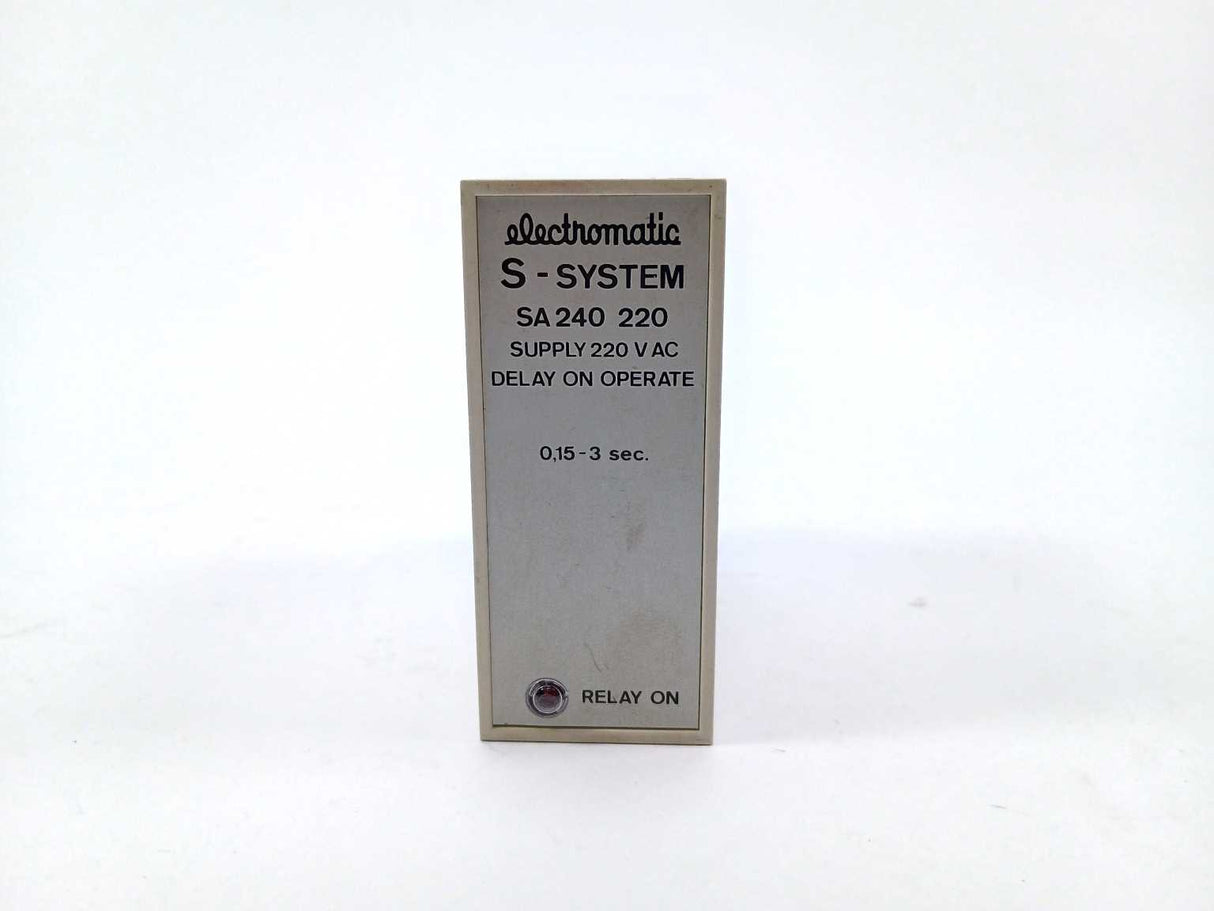 electromatic
S - SYSTEM
SA 240 220
SUPPLY 220 V AC
DELAY ON OPERATE
0,15 - 3 sec.
RELAY ON